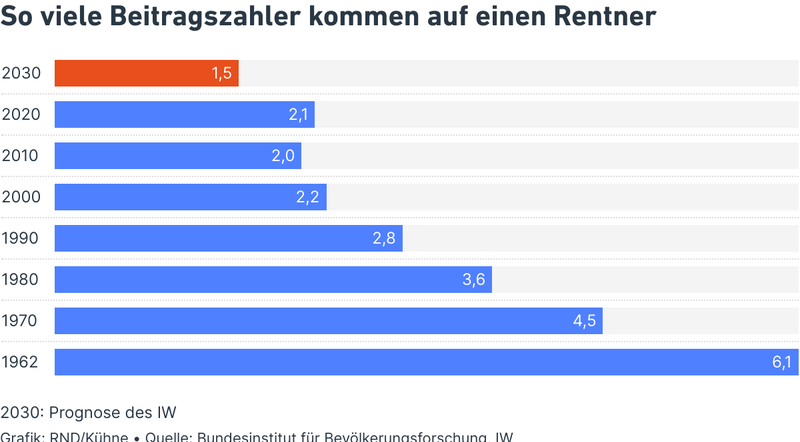 So viele Beitragszahler kommen auf einen Rentner
2030 1,5
2020 2,1
2010 2,0
2000 2,2
1990 2,8
1980 3,6
1970 4,5
1962 6,1
2030: Prognose des IW
Grafik: RND/Kühne • Quelle: Bundesinstitut für Bevölkerungsforschung, IW